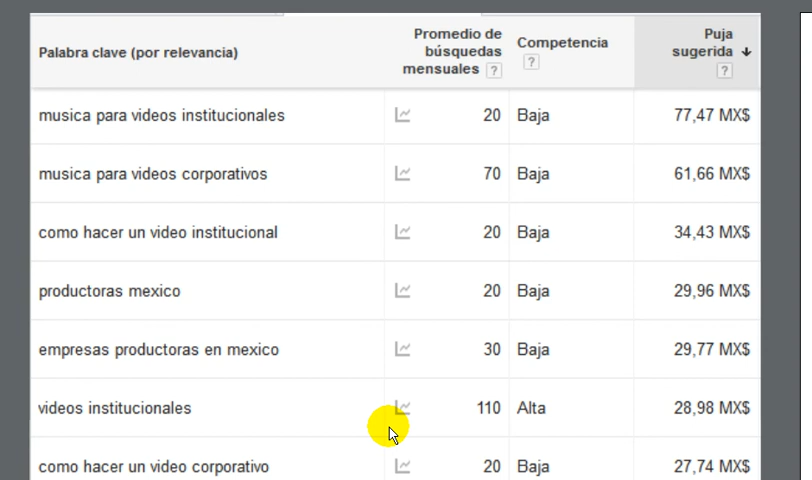 Palabra clave (por relevancia) Promedio de búsquedas mensuales ? Competencia ? Puja sugerida ↓ ?
musica para videos institucionales 20 Baja 77,47 MX$
musica para videos corporativos 70 Baja 61,66 MX$
como hacer un video institucional 20 Baja 34,43 MX$
productoras mexico 20 Baja 29,96 MX$
empresas productoras en mexico 30 Baja 29,77 MX$
videos institucionales 110 Alta 28,98 MX$
como hacer un video corporativo 20 Baja 27,74 MX$